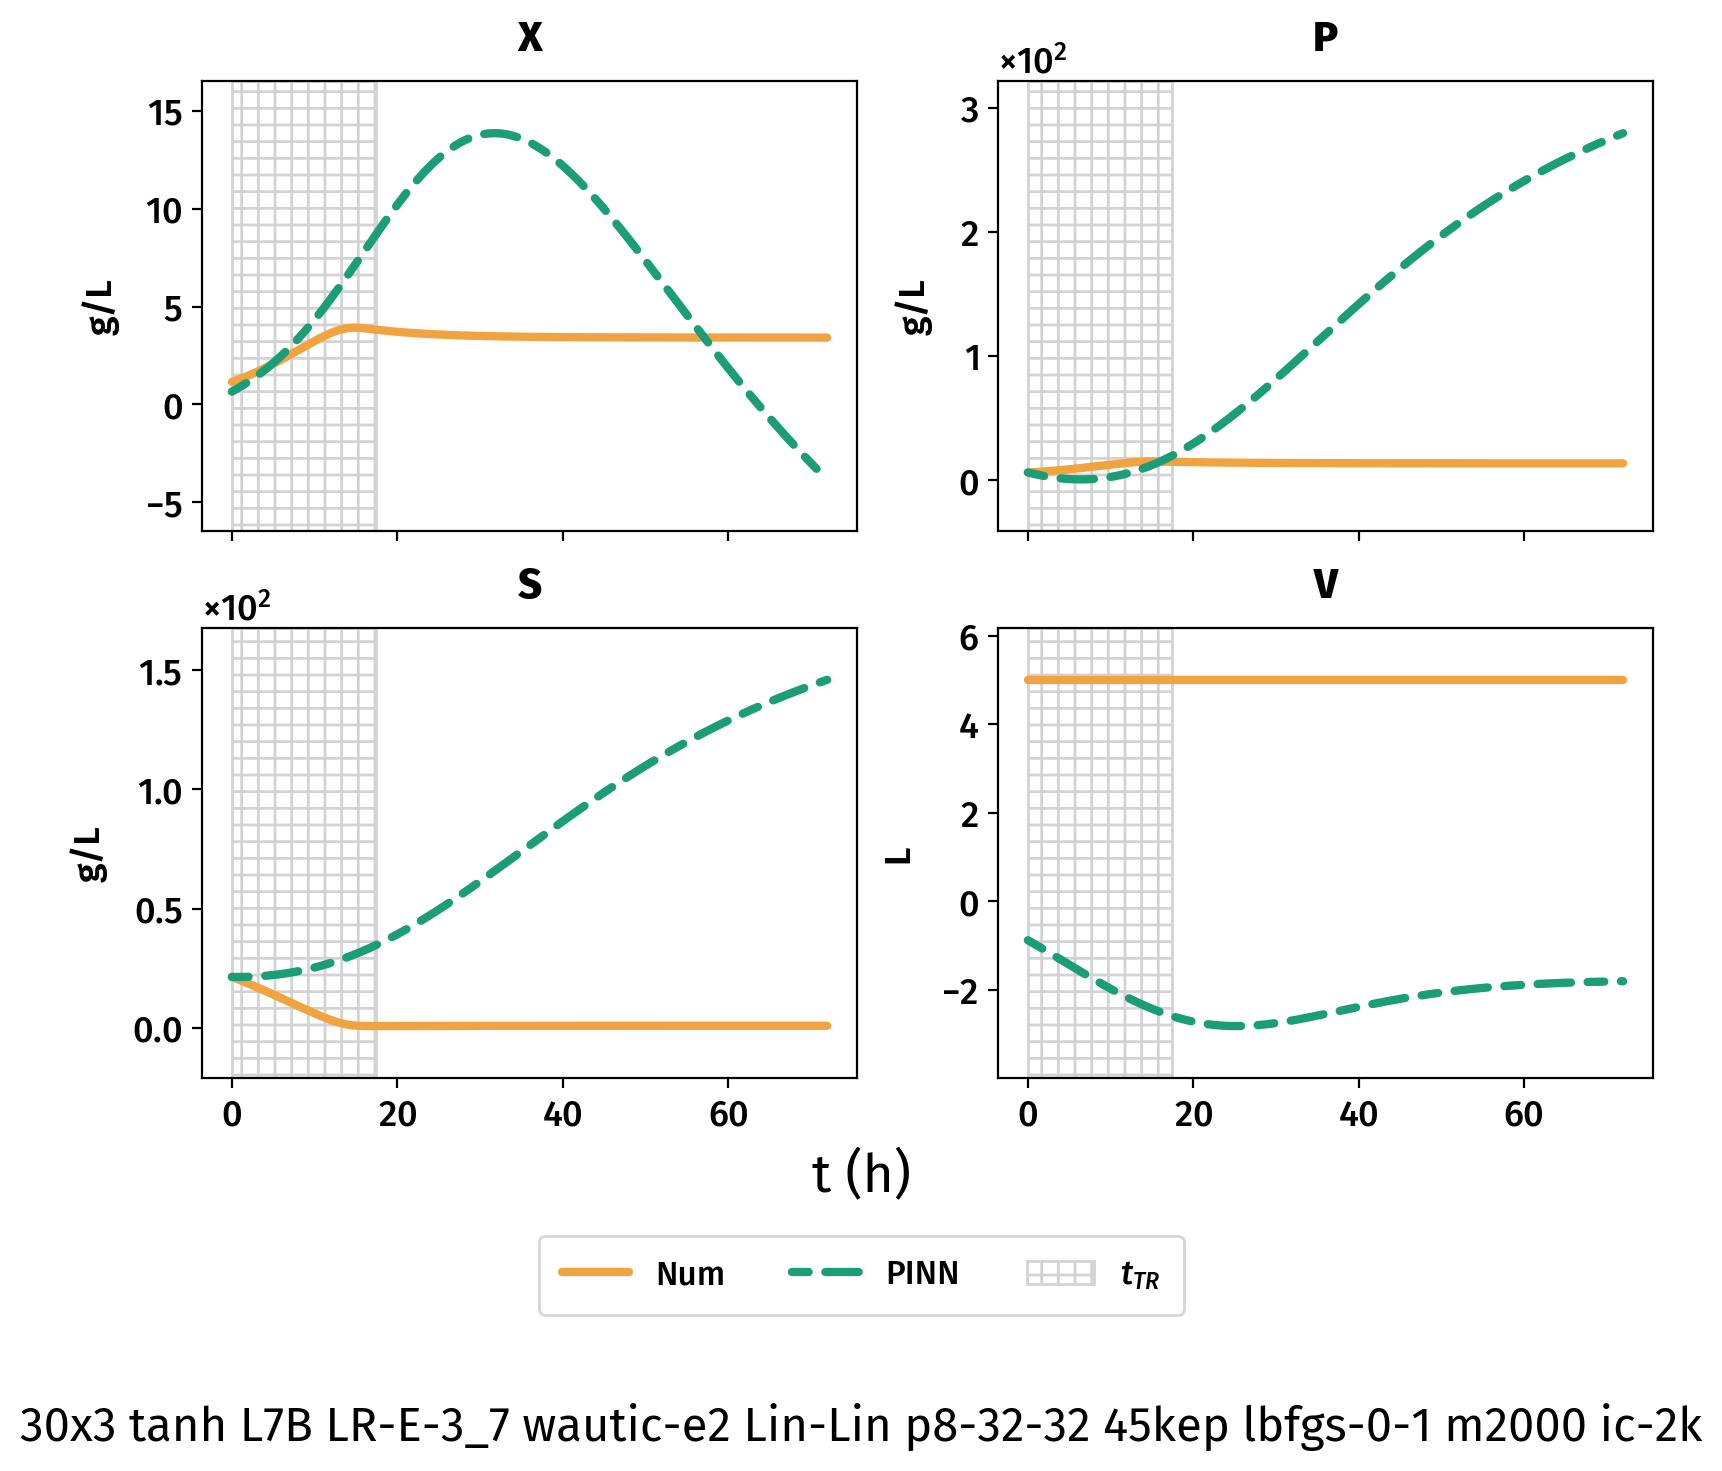 X
P
×10²
15
10
5
0
−5
g/L
3
2
1
0
g/L
S
V
×10²
1.5
1.0
0.5
0.0
g/L
6
4
2
0
−2
L
0 20 40 60
0 20 40 60
t (h)
Num PINN t_TR
30x3 tanh L7B LR-E-3_7 wautic-e2 Lin-Lin p8-32-32 45kep lbfgs-0-1 m2000 ic-2k